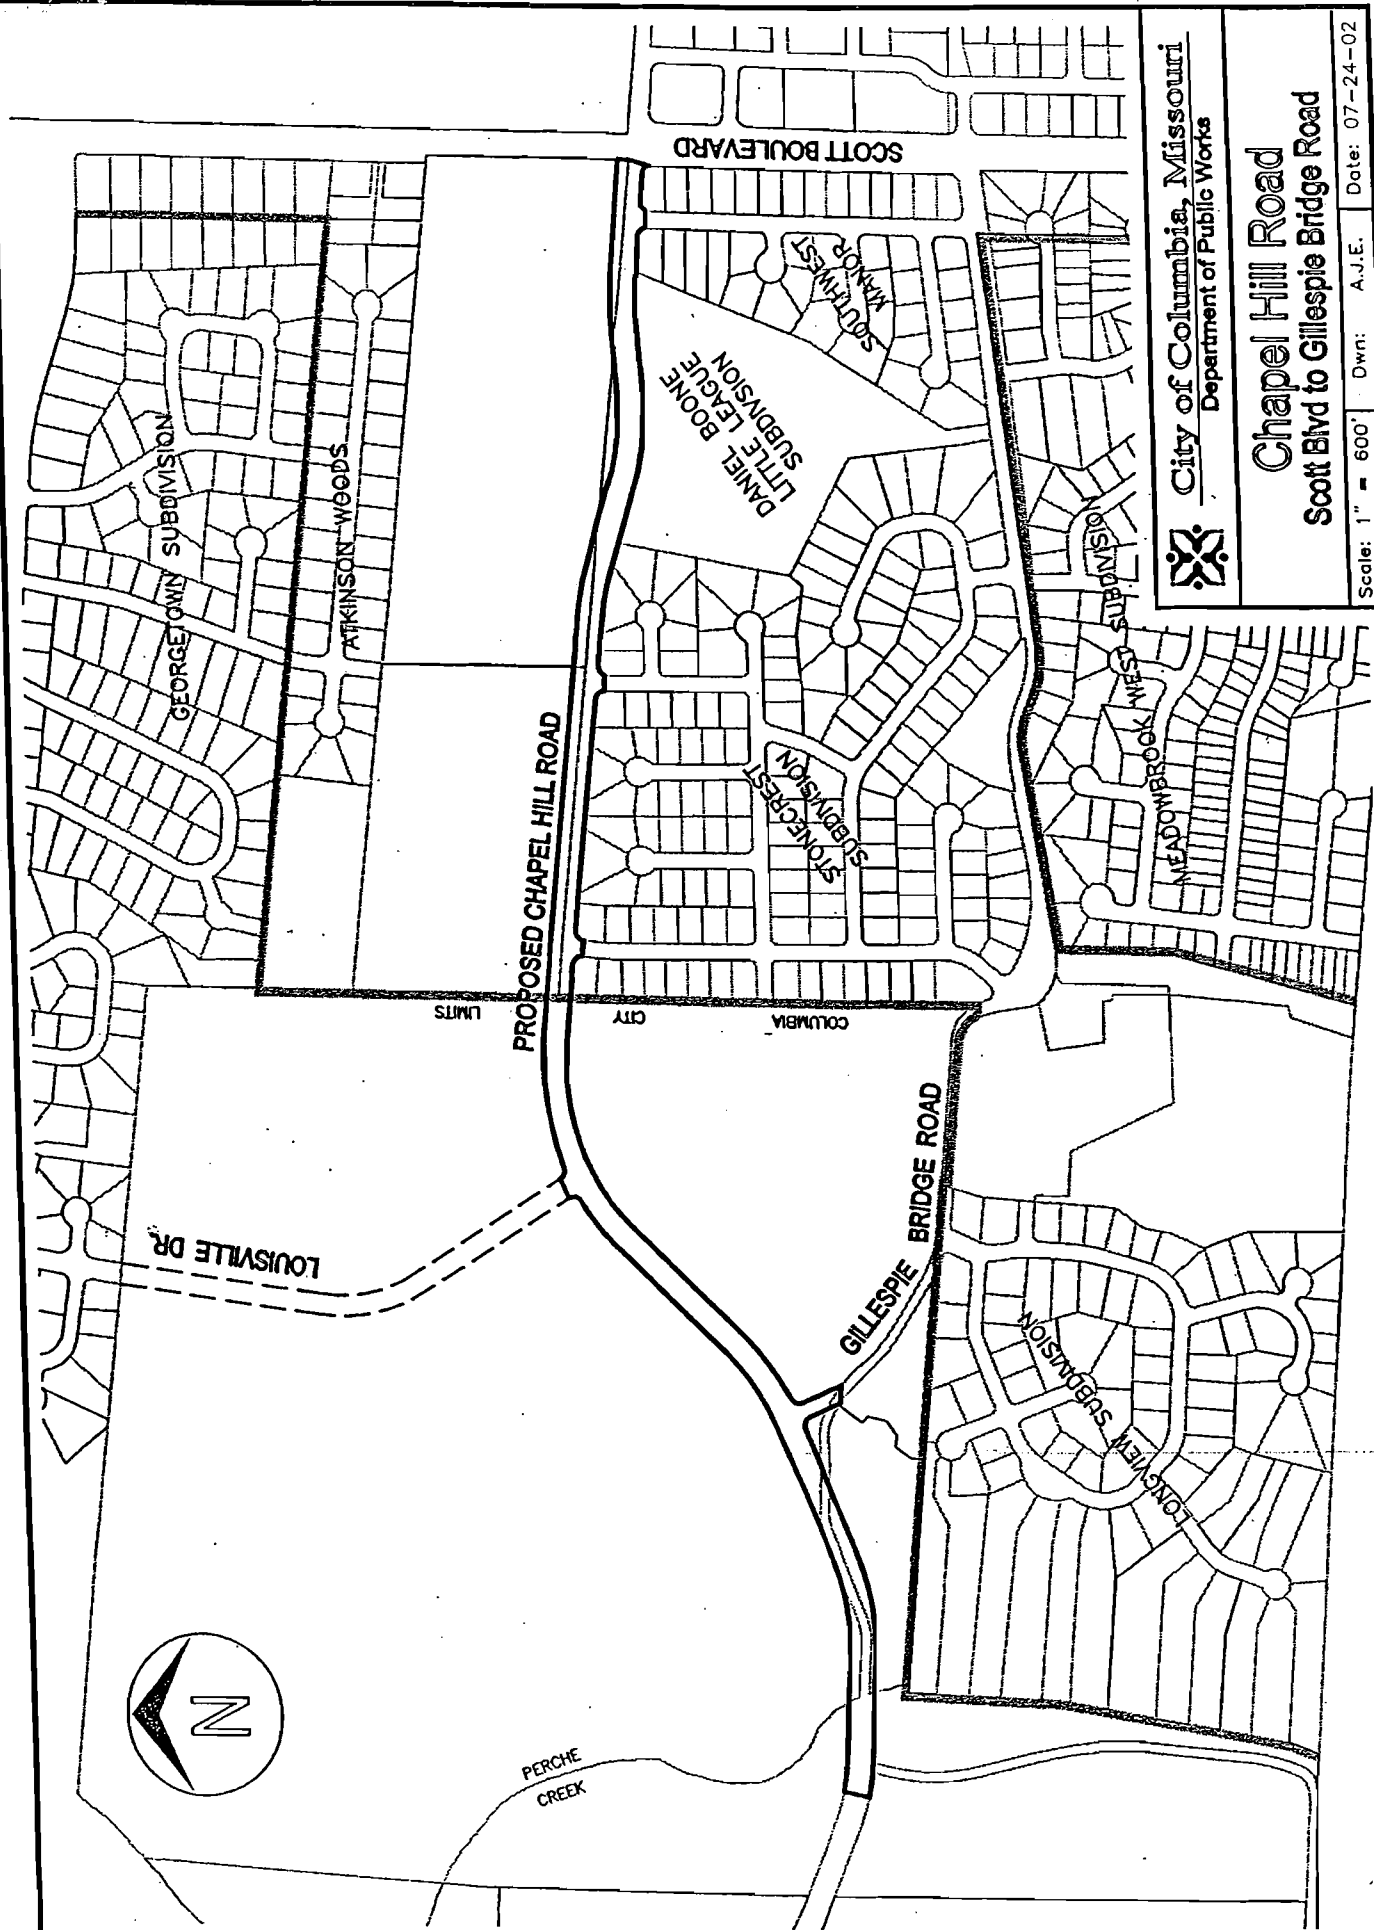 GEORGETOWN SUBDIVISION
ATKINSON WOODS
SCOTT BOULEVARD
SOUTHWEST
MANOR
DANIEL BOONE
LITTLE LEAGUE
SUBDIVISION
PROPOSED CHAPEL HILL ROAD
STONECREST
SUBDIVISION
MEADOWBROOK WEST SUBDIVISION
COLUMBIA CITY LIMITS
LOUISVILLE DR.
GILLESPIE BRIDGE ROAD
LONGVIEW SUBDIVISION
PERCHE
CREEK
N
City of Columbia, Missouri
Department of Public Works
Chapel Hill Road
Scott Blvd to Gillespie Bridge Road
Scale: 1" = 600' Dwn: A.J.E. Date: 07-24-02